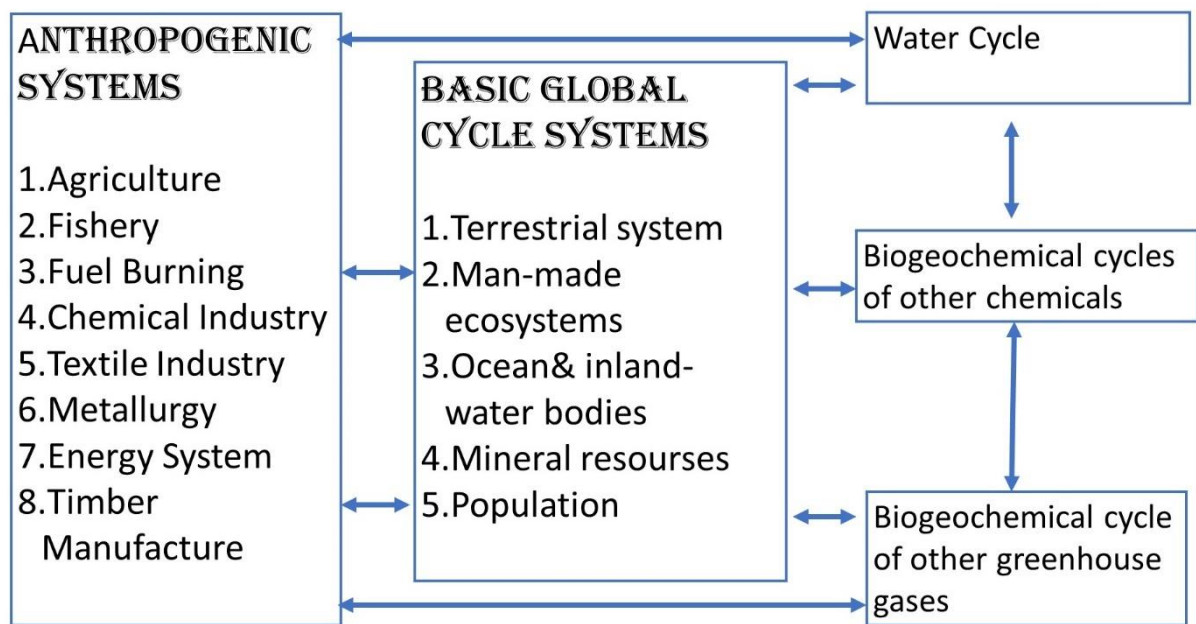 ANTHROPOGENIC
SYSTEMS
1.Agriculture
2.Fishery
3.Fuel Burning
4.Chemical Industry
5.Textile Industry
6.Metallurgy
7.Energy System
8.Timber
Manufacture
BASIC GLOBAL
CYCLE SYSTEMS
1.Terrestrial system
2.Man-made
ecosystems
3.Ocean& inland-
water bodies
4.Mineral resourses
5.Population
Water Cycle
Biogeochemical cycles
of other chemicals
Biogeochemical cycle
of other greenhouse
gases